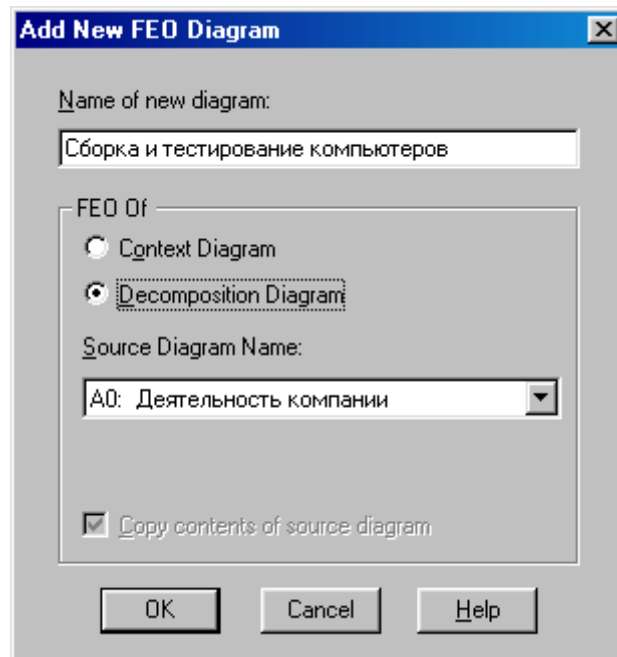 Add New FEO Diagram
Name of new diagram:
Сборка и тестирование компьютеров
FEO Of
Context Diagram
Decomposition Diagram
Source Diagram Name:
А0: Деятельность компании
Copy contents of source diagram
OK Cancel Help